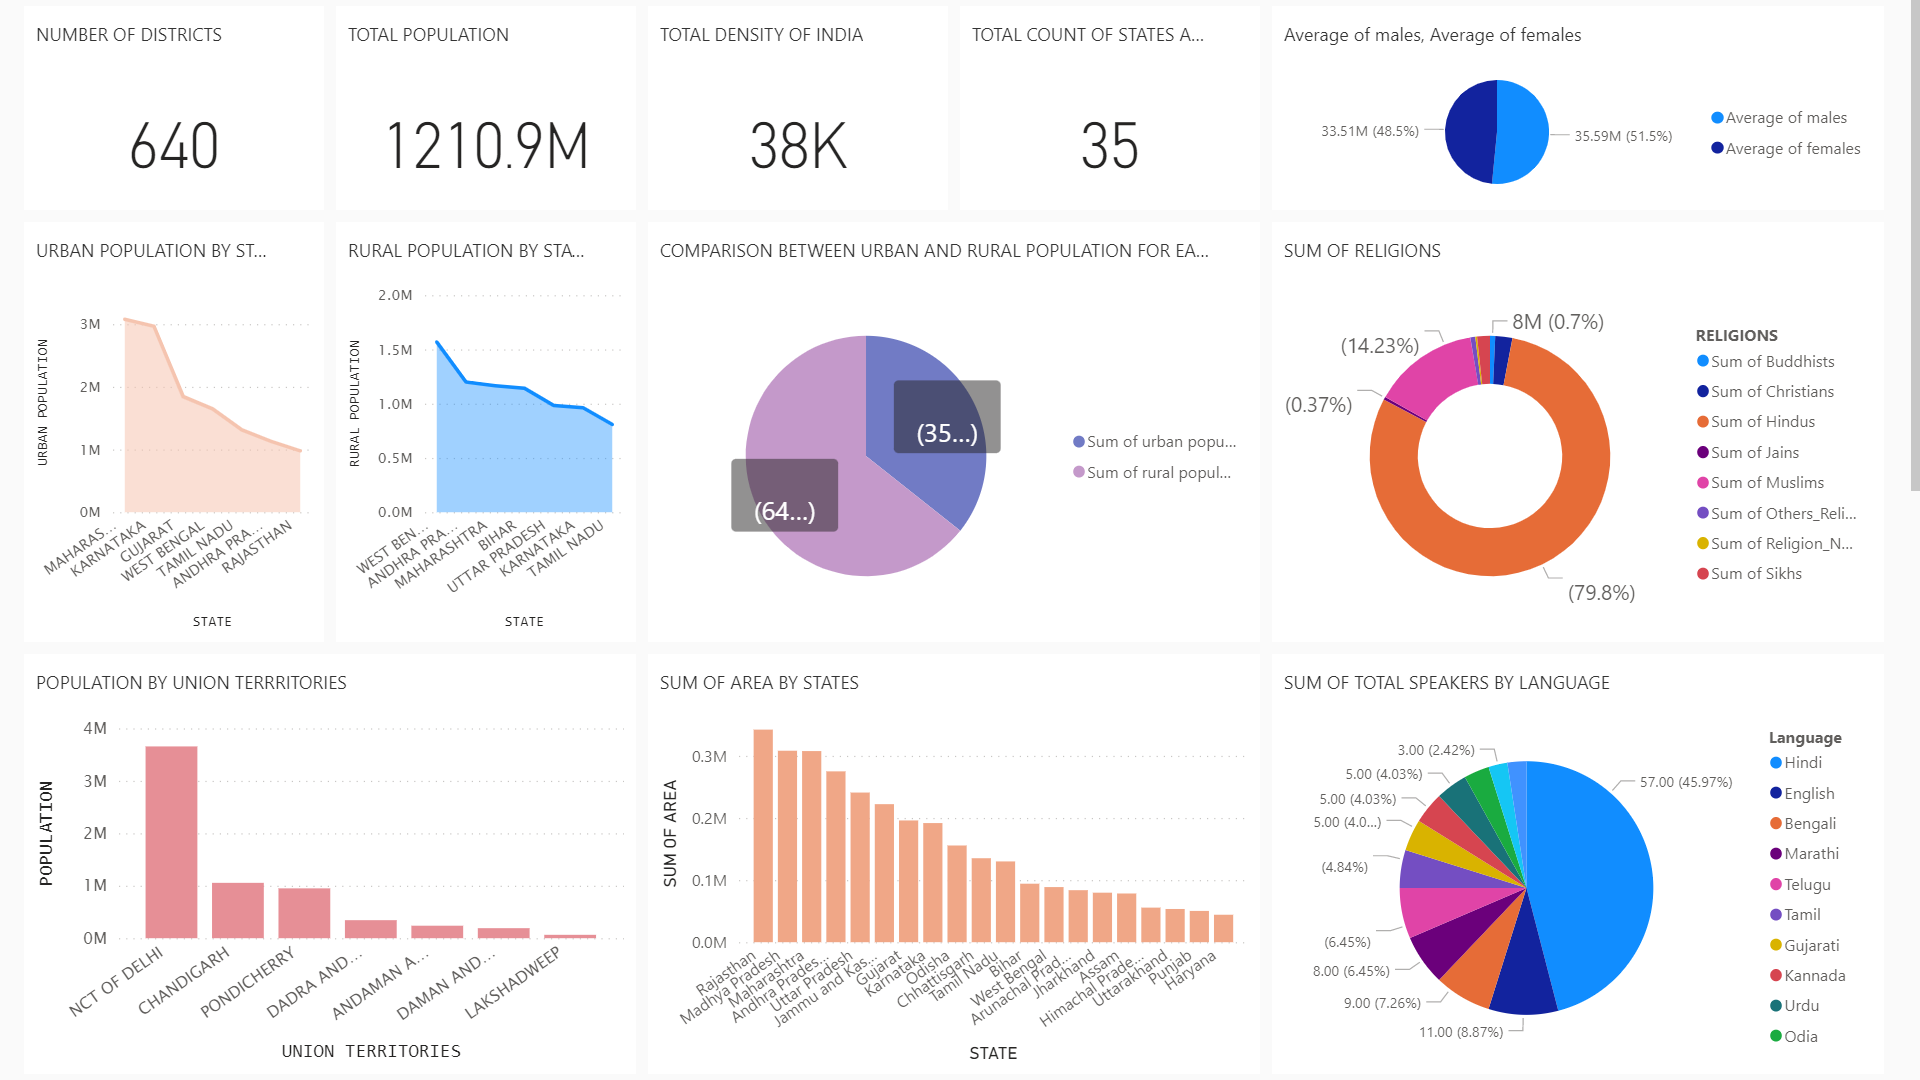 NUMBER OF DISTRICTS
640
TOTAL POPULATION
1210.9M
TOTAL DENSITY OF INDIA
38K
TOTAL COUNT OF STATES A...
35
Average of males, Average of females
33.51M (48.5%)
35.59M (51.5%)
Average of males
Average of females
URBAN POPULATION BY ST...
URBAN POPULATION
3M
2M
1M
0M
MAHARAS...
KARNATAKA
GUJARAT
WEST BENGAL
TAMIL NADU
ANDHRA PRA...
RAJASTHAN
STATE
RURAL POPULATION BY STA...
RURAL POPULATION
2.0M
1.5M
1.0M
0.5M
0.0M
WEST BEN...
ANDHRA PRA...
MAHARASHTRA
BIHAR
UTTAR PRADESH
KARNATAKA
TAMIL NADU
STATE
COMPARISON BETWEEN URBAN AND RURAL POPULATION FOR EA...
(35...)
(64...)
Sum of urban popu...
Sum of rural popul...
SUM OF RELIGIONS
8M (0.7%)
(14.23%)
(0.37%)
(79.8%)
RELIGIONS
Sum of Buddhists
Sum of Christians
Sum of Hindus
Sum of Jains
Sum of Muslims
Sum of Others_Reli...
Sum of Religion_N...
Sum of Sikhs
POPULATION BY UNION TERRRITORIES
POPULATION
4M
3M
2M
1M
0M
NCT OF DELHI
CHANDIGARH
PONDICHERRY
DADRA AND...
ANDAMAN A...
DAMAN AND...
LAKSHADWEEP
UNION TERRITORIES
SUM OF AREA BY STATES
SUM OF AREA
0.3M
0.2M
0.1M
0.0M
Rajasthan
Madhya Pradesh
Maharashtra
Andhra Prades...
Uttar Pradesh
Jammu and Kas...
Gujarat
Karnataka
Odisha
Chhattisgarh
Tamil Nadu
Bihar
West Bengal
Arunachal Prad...
Jharkhand
Assam
Himachal Prade...
Uttarakhand
Punjab
Haryana
STATE
SUM OF TOTAL SPEAKERS BY LANGUAGE
3.00 (2.42%)
5.00 (4.03%)
5.00 (4.03%)
5.00 (4.0...)
(4.84%)
(6.45%)
8.00 (6.45%)
9.00 (7.26%)
11.00 (8.87%)
57.00 (45.97%)
Language
Hindi
English
Bengali
Marathi
Telugu
Tamil
Gujarati
Kannada
Urdu
Odia